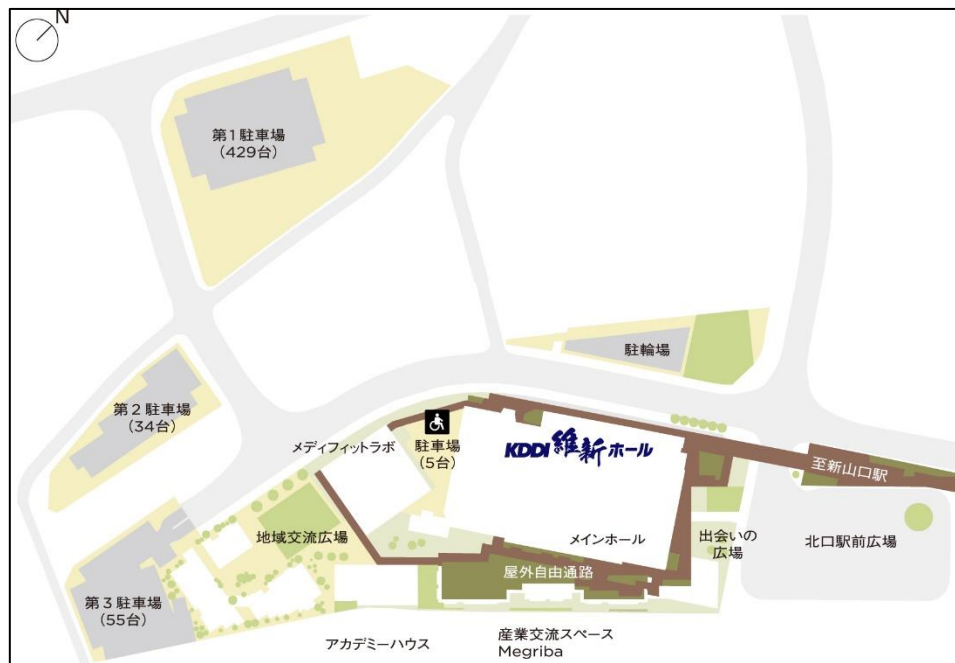 N
第1駐車場
(429台)
駐輪場
第2駐車場
(34台)
メディフィットラボ
駐車場
(5台)
KDDI 維新ホール
至新山口駅
地域交流広場
メインホール
出会いの
広場
北口駅前広場
屋外自由通路
第3駐車場
(55台)
アカデミーハウス
産業交流スペース
Megriba